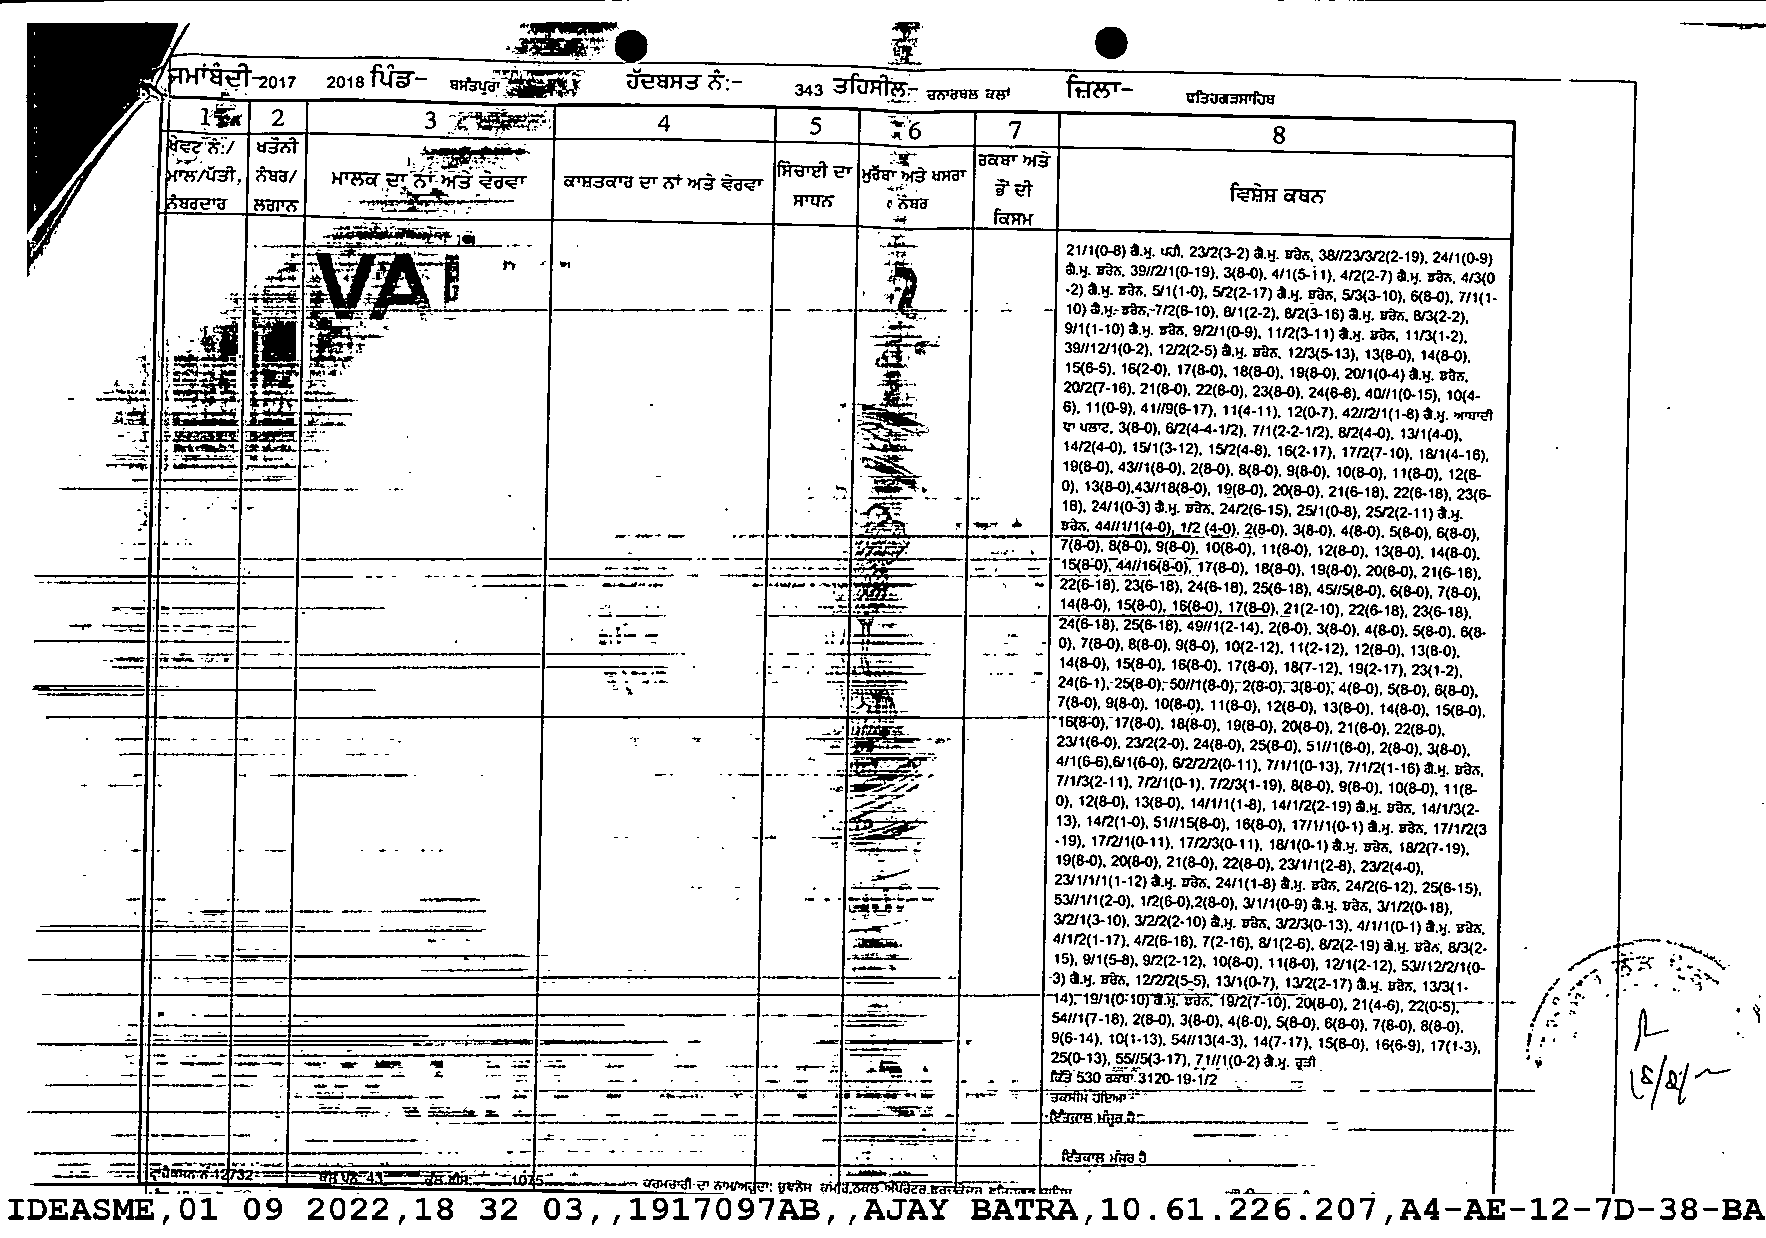 ਜਮਾਂਬੰਦੀ-2017 2018 ਪਿੰਡ- ਬਸੰਤਪੁਰਾ ਹੱਦਬਸਤ ਨੰ:- 343 ਤਹਿਸੀਲ- ਜਿਲਾ- ਫਤਿਹਗੜਸਾਹਿਬ
1 2 3 4 5 6 7 8
ਖੇਵਟ ਨੰ:/ ਮਾਲ/ਪੱਤੀ, ਨੰਬਰਦਾਰ
ਖਤੌਨੀ ਨੰਬਰ/ ਲਗਾਨ
ਮਾਲਕ ਦਾ ਨਾਂ ਅਤੇ ਵੇਰਵਾ
ਕਾਸ਼ਤਕਾਰ ਦਾ ਨਾਂ ਅਤੇ ਵੇਰਵਾ
ਸਿੰਚਾਈ ਦਾ ਸਾਧਨ
ਮੁਰੱਬਾ ਅਤੇ ਖਸਰਾ ਨੰਬਰ
ਰਕਬਾ ਅਤੇ ਭੌਂ ਦੀ ਕਿਸਮ
ਵਿਸ਼ੇਸ਼ ਕਥਨ
21/1(0-8) ਗੈ.ਮੁ. ਪਹੀ, 23/2(3-2) ਗੈ.ਮੁ. ਡਰੇਨ, 38//23/3/2(2-19), 24/1(0-9)
ਗੈ.ਮੁ. ਡਰੇਨ, 39//2/1(0-19), 3(8-0), 4/1(5-11), 4/2(2-7) ਗੈ.ਮੁ. ਡਰੇਨ, 4/3(0
-2) ਗੈ.ਮੁ. ਡਰੇਨ, 5/1(1-0), 5/2(2-17) ਗੈ.ਮੁ. ਡਰੇਨ, 5/3(3-10), 6(8-0), 7/1(1-
10) ਗੈ.ਮੁ. ਡਰੇਨ, 7/2(6-10), 8/1(2-2), 8/2(3-16) ਗੈ.ਮੁ. ਡਰੇਨ, 8/3(2-2),
9/1(1-10) ਗੈ.ਮੁ. ਡਰੇਨ, 9/2/1(0-9), 11/2(3-11) ਗੈ.ਮੁ. ਡਰੇਨ, 11/3(1-2),
39//12/1(0-2), 12/2(2-5) ਗੈ.ਮੁ. ਡਰੇਨ, 12/3(5-13), 13(8-0), 14(8-0),
15(6-5), 16(2-0), 17(8-0), 18(8-0), 19(8-0), 20/1(0-4) ਗੈ.ਮੁ. ਡਰੇਨ,
20/2(7-16), 21(8-0), 22(8-0), 23(8-0), 24(6-8), 40//1(0-15), 10(4-
6), 11(0-9), 41//9(6-17), 11(4-11), 12(0-7), 42//2/1(1-8) ਗੈ.ਮੁ. ਆਬਾਦੀ
ਦਾ ਪਲਾਟ, 3(8-0), 6/2(4-4-1/2), 7/1(2-2-1/2), 8/2(4-0), 13/1(4-0),
14/2(4-0), 15/1(3-12), 15/2(4-8), 16(2-17), 17/2(7-10), 18/1(4-16),
19(8-0), 43//1(8-0), 2(8-0), 8(8-0), 9(8-0), 10(8-0), 11(8-0), 12(8-
0), 13(8-0),43//18(8-0), 19(8-0), 20(8-0), 21(6-18), 22(6-18), 23(6-
18), 24/1(0-3) ਗੈ.ਮੁ. ਡਰੇਨ, 24/2(6-15), 25/1(0-8), 25/2(2-11) ਗੈ.ਮੁ.
ਡਰੇਨ, 44//1/1(4-0), 1/2 (4-0), 2(8-0), 3(8-0), 4(8-0), 5(8-0), 6(8-0),
7(8-0), 8(8-0), 9(8-0), 10(8-0), 11(8-0), 12(8-0), 13(8-0), 14(8-0),
15(8-0), 44//16(8-0), 17(8-0), 18(8-0), 19(8-0), 20(8-0), 21(6-18),
22(6-18), 23(6-18), 24(6-18), 25(6-18), 45//5(8-0), 6(8-0), 7(8-0),
14(8-0), 15(8-0), 16(8-0), 17(8-0), 21(2-10), 22(6-18), 23(6-18),
24(6-18), 25(6-18), 49//1(2-14), 2(8-0), 3(8-0), 4(8-0), 5(8-0), 6(8-
0), 7(8-0), 8(8-0), 9(8-0), 10(2-12), 11(2-12), 12(8-0), 13(8-0),
14(8-0), 15(8-0), 16(8-0), 17(8-0), 18(7-12), 19(2-17), 23(1-2),
24(6-1), 25(8-0), 50//1(8-0), 2(8-0), 3(8-0), 4(8-0), 5(8-0), 6(8-0),
7(8-0), 9(8-0), 10(8-0), 11(8-0), 12(8-0), 13(8-0), 14(8-0), 15(8-0),
16(8-0), 17(8-0), 18(8-0), 19(8-0), 20(8-0), 21(8-0), 22(8-0),
23/1(6-0), 23/2(2-0), 24(8-0), 25(8-0), 51//1(8-0), 2(8-0), 3(8-0),
4/1(6-6),6/1(6-0), 6/2/2/2(0-11), 7/1/1(0-13), 7/1/2(1-16) ਗੈ.ਮੁ. ਡਰੇਨ,
7/1/3(2-11), 7/2/1(0-1), 7/2/3(1-19), 8(8-0), 9(8-0), 10(8-0), 11(8-
0), 12(8-0), 13(8-0), 14/1/1(1-8), 14/1/2(2-19) ਗੈ.ਮੁ. ਡਰੇਨ, 14/1/3(2-
13), 14/2(1-0), 51//15(8-0), 16(8-0), 17/1/1(0-1) ਗੈ.ਮੁ. ਡਰੇਨ, 17/1/2(3
-19), 17/2/1(0-11), 17/2/3(0-11), 18/1(0-1) ਗੈ.ਮੁ. ਡਰੇਨ, 18/2(7-19),
19(8-0), 20(8-0), 21(8-0), 22(8-0), 23/1/1(2-8), 23/2(4-0),
23/1/1/1(1-12) ਗੈ.ਮੁ. ਡਰੇਨ, 24/1(1-8) ਗੈ.ਮੁ. ਡਰੇਨ, 24/2(6-12), 25(6-15),
53//1/1(2-0), 1/2(6-0),2(8-0), 3/1/1(0-9) ਗੈ.ਮੁ. ਡਰੇਨ, 3/1/2(0-18),
3/2/1(3-10), 3/2/2(2-10) ਗੈ.ਮੁ. ਡਰੇਨ, 3/2/3(0-13), 4/1/1(0-1) ਗੈ.ਮੁ. ਡਰੇਨ,
4/1/2(1-17), 4/2(6-18), 7(2-16), 8/1(2-6), 8/2(2-19) ਗੈ.ਮੁ. ਡਰੇਨ, 8/3(2-
15), 9/1(5-8), 9/2(2-12), 10(8-0), 11(8-0), 12/1(2-12), 53//12/2/1(0-
3) ਗੈ.ਮੁ. ਡਰੇਨ, 12/2/2(5-5), 13/1(0-7), 13/2(2-17) ਗੈ.ਮੁ. ਡਰੇਨ, 13/3(1-
14), 19/1(0-10) ਗੈ.ਮੁ. ਡਰੇਨ, 19/2(7-10), 20(8-0), 21(4-6), 22(0-5),
54//1(7-18), 2(8-0), 3(8-0), 4(8-0), 5(8-0), 6(8-0), 7(8-0), 8(8-0),
9(6-14), 10(1-13), 54//13(4-3), 14(7-17), 15(8-0), 16(6-9), 17(1-3),
25(0-13), 55//5(3-17), 71//1(0-2) ਗੈ.ਮੁ. ਰੂੜੀ
ਕਿੱਤੇ 530 ਰਕਬਾ 3120-19-1/2
ਤਕਸੀਮ ਹੋਇਆ
ਇੰਤਕਾਲ ਮੰਜੂਰ ਹੈ
ਇੰਤਕਾਲ ਮੰਜੂਰ ਹੈ
IDEASME,01 09 2022,18 32 03,,1917097AB,,AJAY BATRA,10.61.226.207,A4-AE-12-7D-38-BA